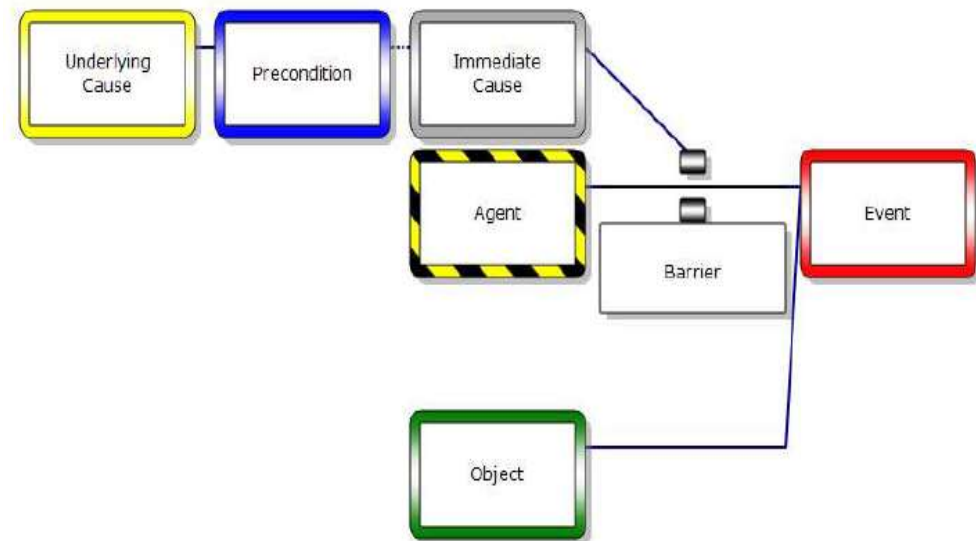 Underlying
Cause
Precondition
Immediate
Cause
Agent
Event
Barrier
Object